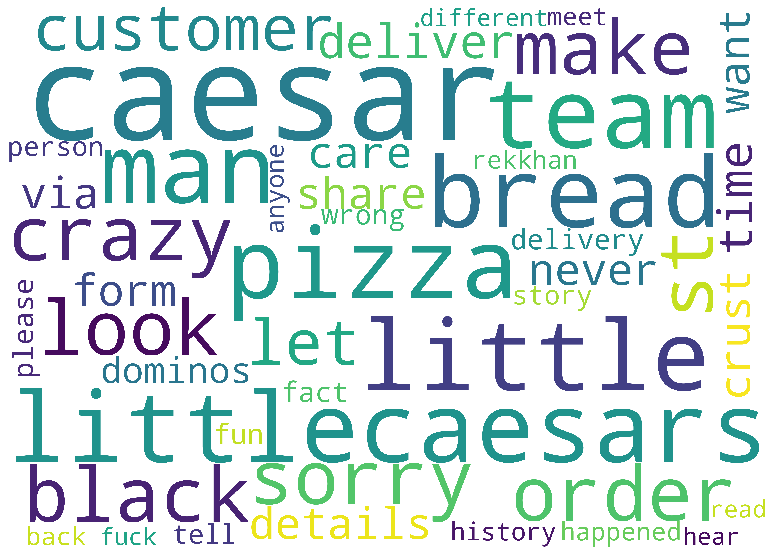 different meet
customer deliver make want
caesar team
person man care rekkhan bread time
via anyone share
wrong
crazy pizza delivery never st
please form story crust
look let little
dominos fact
littlecaesars
fun
black sorry order
details read
back fuck tell history happened hear